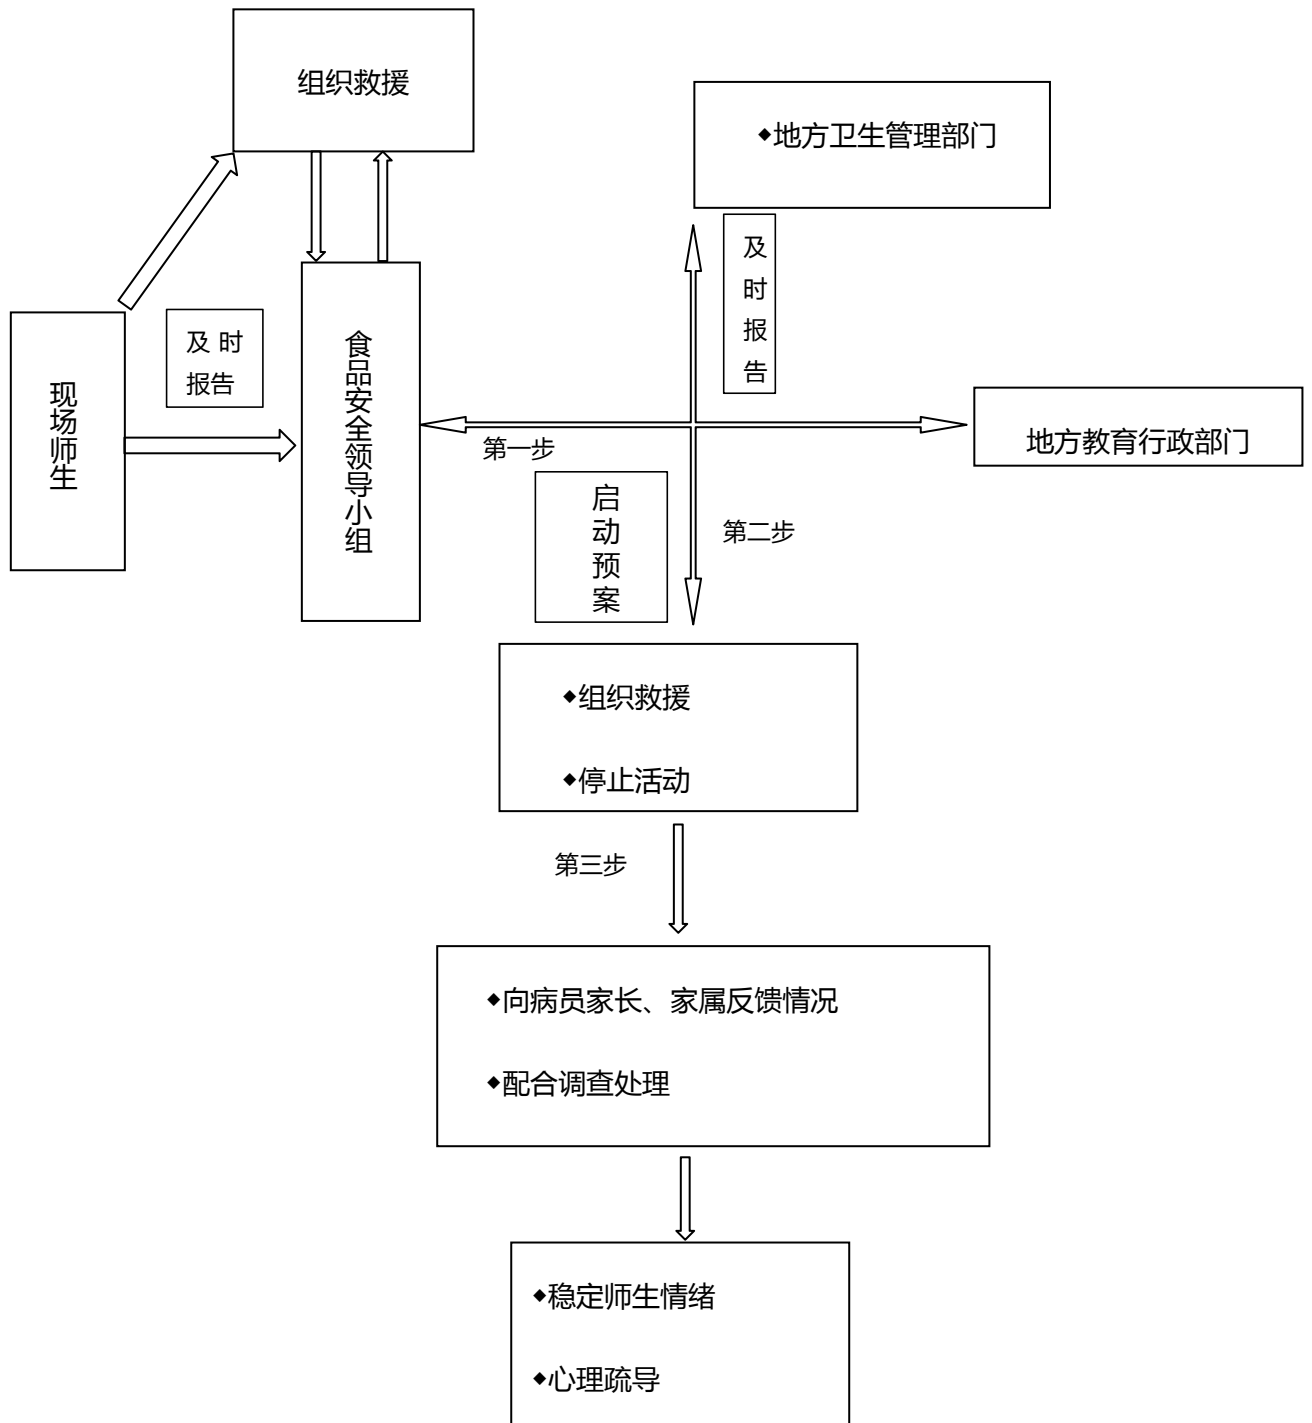 组织救援
◆地方卫生管理部门
及
时
报
告
及 时
报告
现场师生
食品安全领导小组
第一步
地方教育行政部门
启
动
预
案
第二步
◆组织救援
◆停止活动
第三步
◆向病员家长、家属反馈情况
◆配合调查处理
◆稳定师生情绪
◆心理疏导